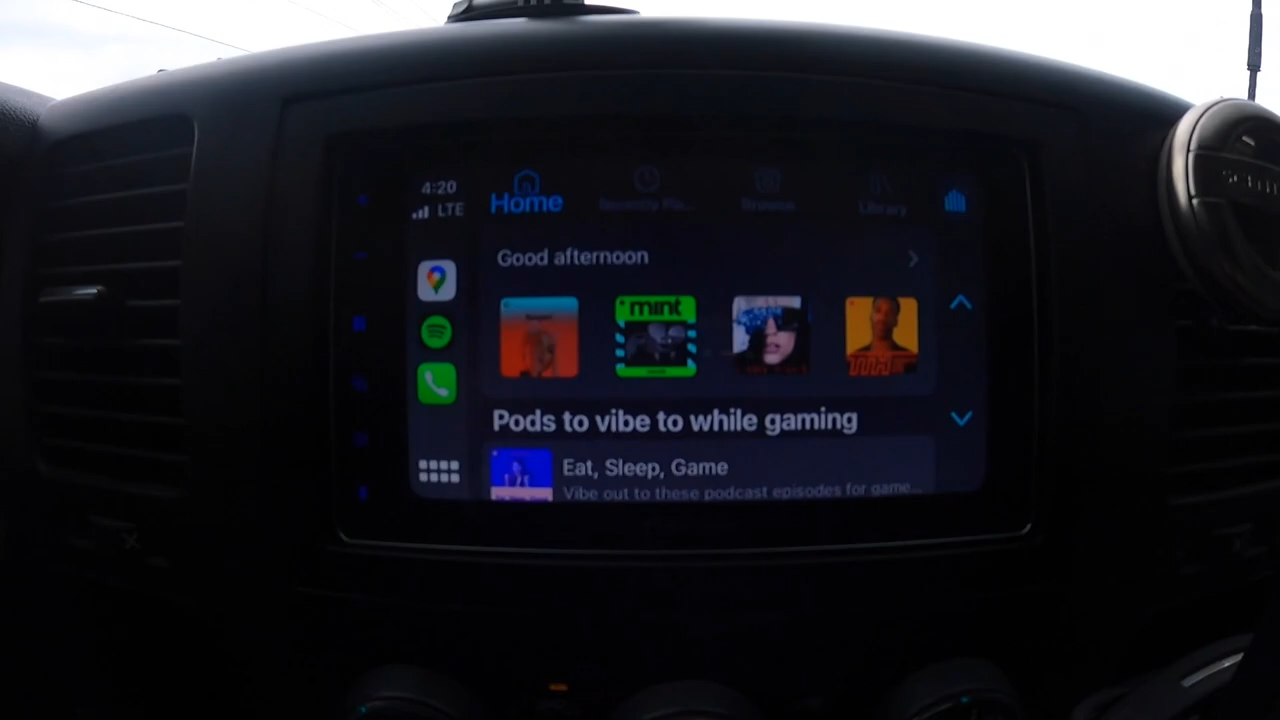 4:20
LTE
Home
Recently Pla...
Browse
Library
Good afternoon
mint
Pods to vibe to while gaming
Eat, Sleep, Game
Vibe out to these podcast episodes for game...